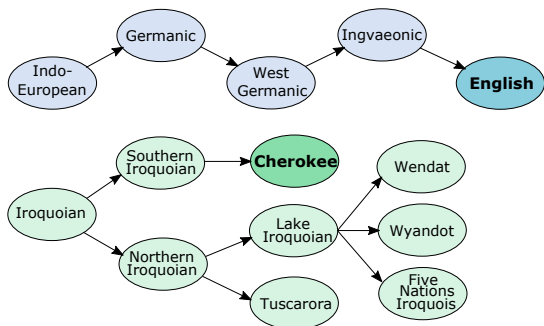 Germanic
Ingvaeonic
Indo-
European
West
Germanic
English
Southern
Iroquoian
Cherokee
Wendat
Iroquoian
Lake
Iroquoian
Wyandot
Northern
Iroquoian
Tuscarora
Five
Nations
Iroquois